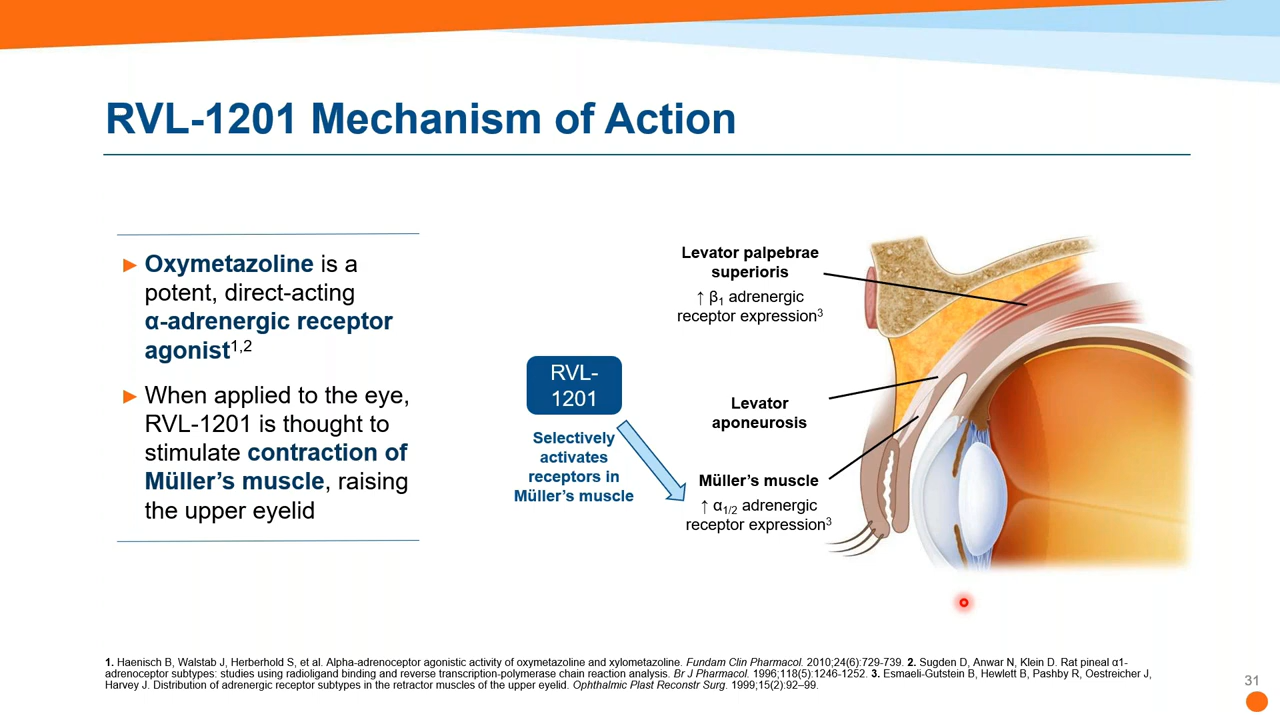 RVL-1201 Mechanism of Action
► Oxymetazoline is a
potent, direct-acting
α-adrenergic receptor
agonist1,2
► When applied to the eye,
RVL-1201 is thought to
stimulate contraction of
Müller’s muscle, raising
the upper eyelid
RVL-
1201
Selectively
activates
receptors in
Müller’s muscle
Levator palpebrae
superioris
↑ β1 adrenergic
receptor expression3
Levator
aponeurosis
Müller’s muscle
↑ α1/2 adrenergic
receptor expression3
1. Haenisch B, Walstab J, Herberhold S, et al. Alpha-adrenoceptor agonistic activity of oxymetazoline and xylometazoline. Fundam Clin Pharmacol. 2010;24(6):729-739. 2. Sugden D, Anwar N, Klein D. Rat pineal α1-
adrenoceptor subtypes: studies using radioligand binding and reverse transcription-polymerase chain reaction analysis. Br J Pharmacol. 1996;118(5):1246-1252. 3. Esmaeli-Gutstein B, Hewlett B, Pashby R, Oestreicher J,
Harvey J. Distribution of adrenergic receptor subtypes in the retractor muscles of the upper eyelid. Ophthalmic Plast Reconstr Surg. 1999;15(2):92–99.
31